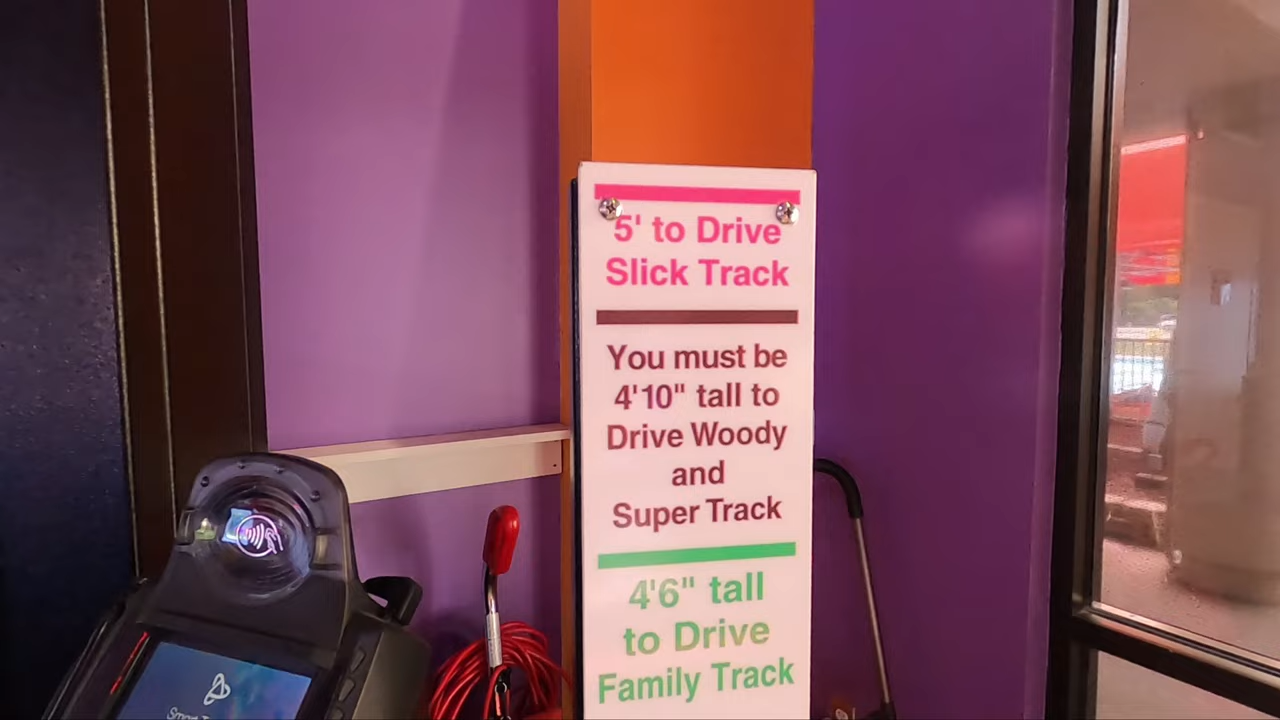 5' to Drive
Slick Track
You must be
4'10" tall to
Drive Woody
and
Super Track
4'6" tall
to Drive
Family Track